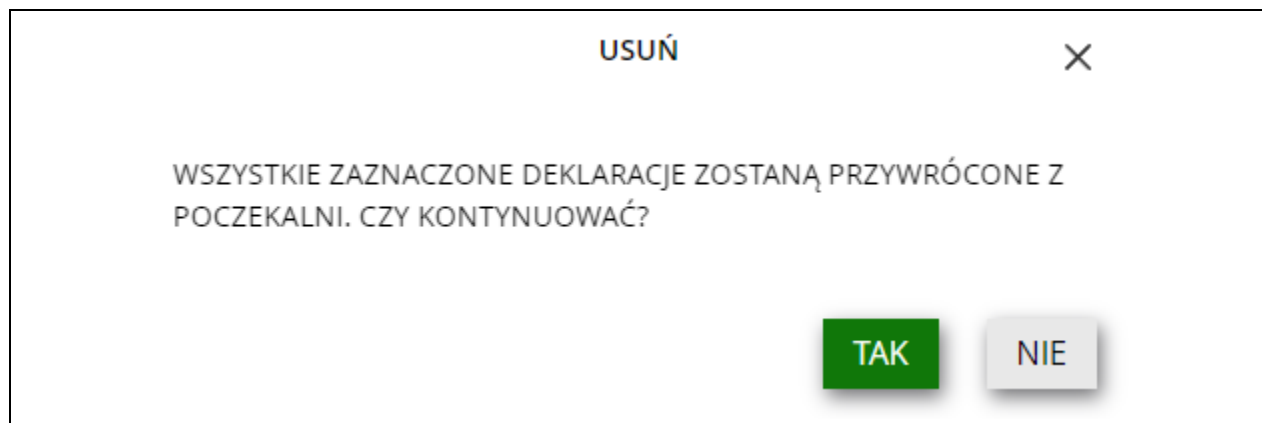 USUŃ
WSZYSTKIE ZAZNACZONE DEKLARACJE ZOSTANĄ PRZYWRÓCONE Z
POCZEKALNI. CZY KONTYNUOWAĆ?
TAK NIE